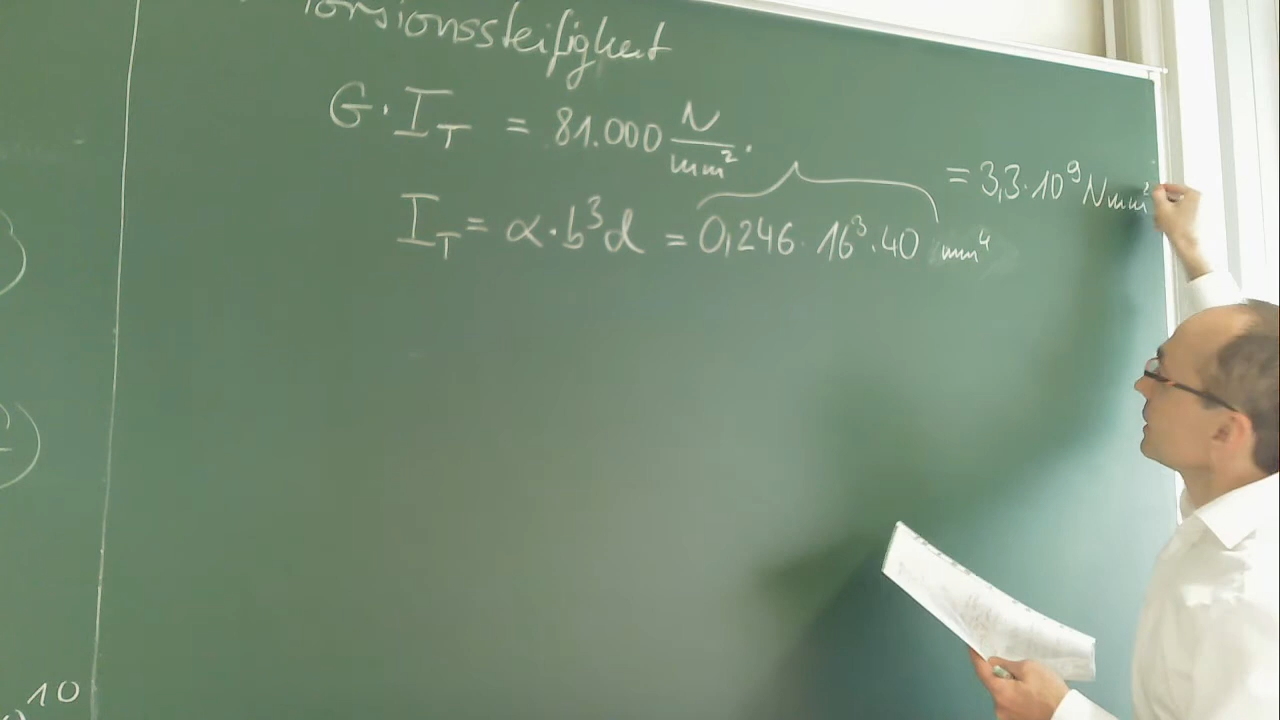 Torsionssteifigkeit
G · I_T = 81.000 N/mm² · = 3,3 · 10⁹ Nmm²
I_T = α · b³d = 0,246 · 16³ · 40 mm⁴
10